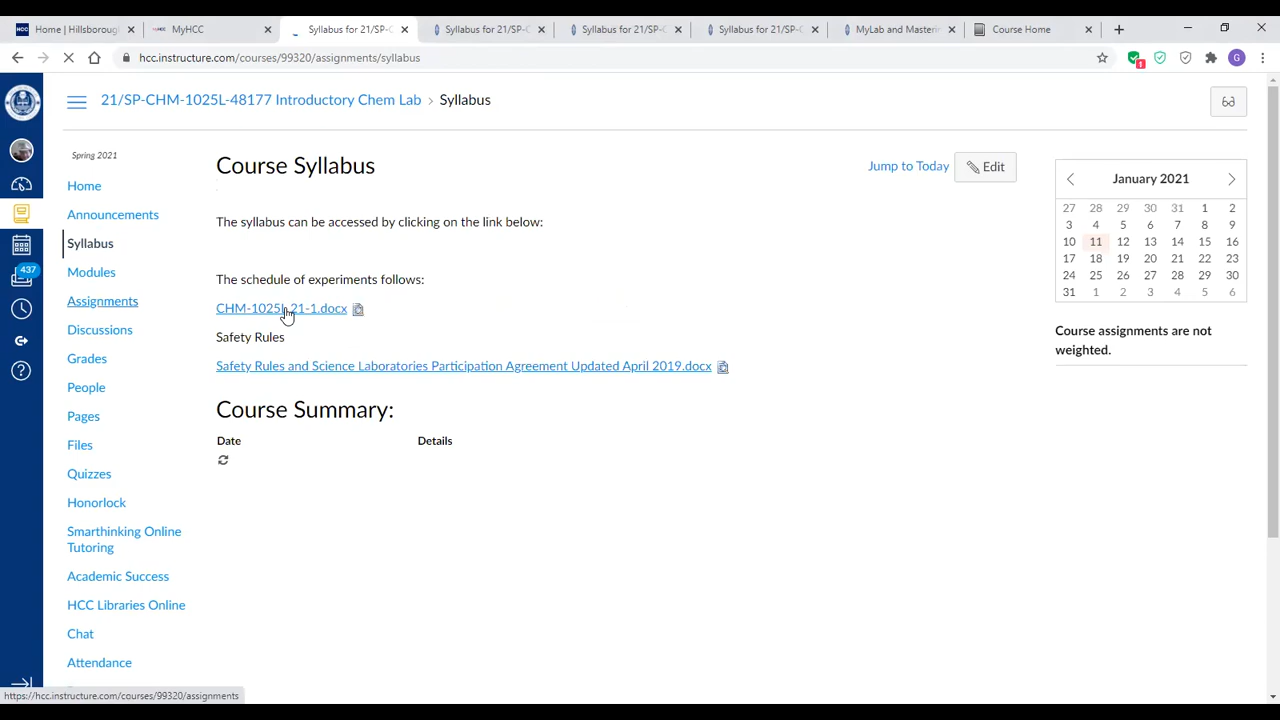 Home | Hillsborough
MyHCC
Syllabus for 21/SP-C
Syllabus for 21/SP-C
Syllabus for 21/SP-C
Syllabus for 21/SP-C
MyLab and Masterin
Course Home
hcc.instructure.com/courses/99320/assignments/syllabus
1
G
21/SP-CHM-1025L-48177 Introductory Chem Lab › Syllabus
Spring 2021
Home
Announcements
Syllabus
Modules
Assignments
Discussions
Grades
People
Pages
Files
Quizzes
Honorlock
Smarthinking Online
Tutoring
Academic Success
HCC Libraries Online
Chat
Attendance
437
Course Syllabus
Jump to Today
Edit
The syllabus can be accessed by clicking on the link below:
The schedule of experiments follows:
CHM-1025L-21-1.docx
Safety Rules
Safety Rules and Science Laboratories Participation Agreement Updated April 2019.docx
Course Summary:
Date Details
January 2021
27 28 29 30 31 1 2
3 4 5 6 7 8 9
10 11 12 13 14 15 16
17 18 19 20 21 22 23
24 25 26 27 28 29 30
31 1 2 3 4 5 6
Course assignments are not
weighted.
https://hcc.instructure.com/courses/99320/assignments